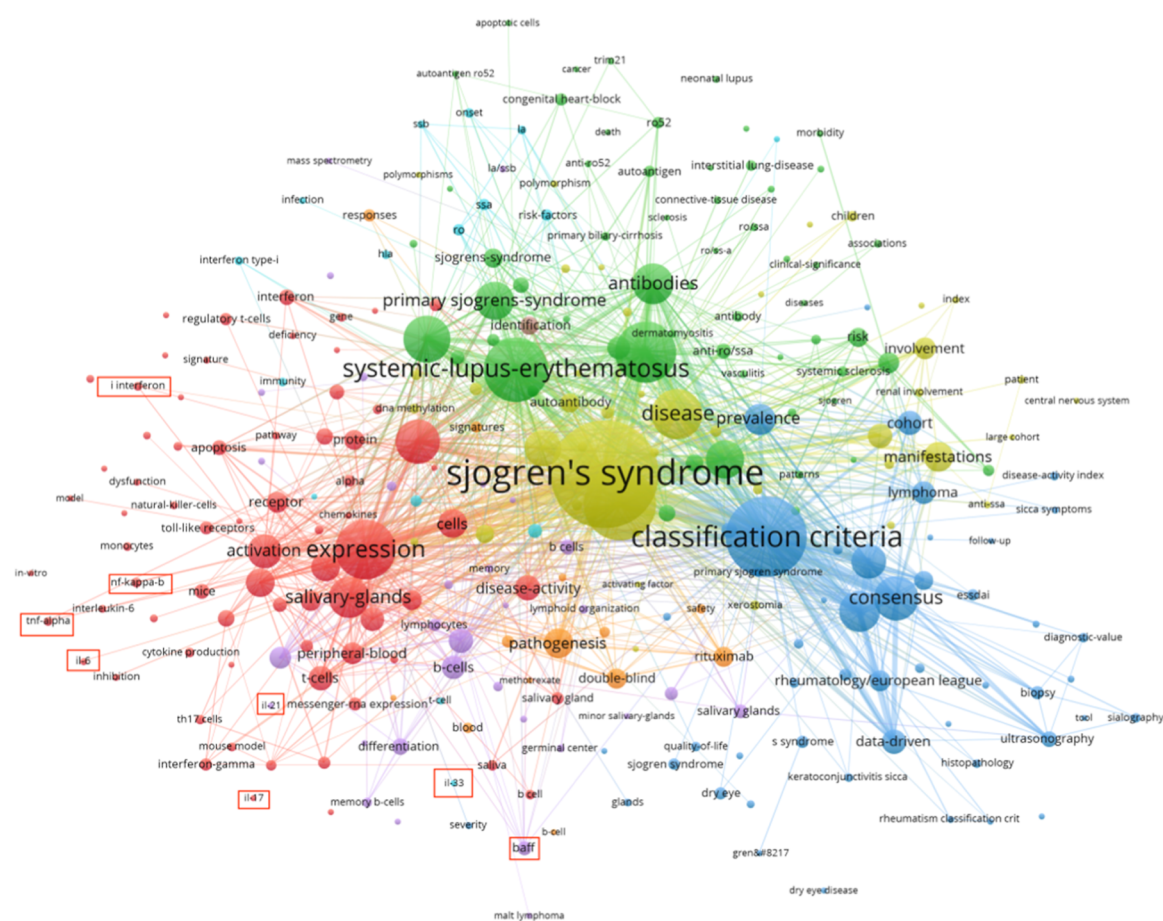 apoptotic cells
trim21
cancer
autoantigen ro52
neonatal lupus
congenital heart-block
onset
ro52
ssb
la
death
morbidity
mass spectrometry
la/ssb
anti-ro52
autoantigen
interstitial lung-disease
polymorphisms
polymorphism
infection
ssa
connective-tissue disease
responses
risk-factors
sclerosis
children
ro
ro/ssa
primary biliary-cirrhosis
hla
associations
ro/ss-a
sjogrens-syndrome
interferon type-i
clinical-significance
antibodies
interferon
primary sjogrens-syndrome
index
diseases
regulatory t-cells
gene
antibody
identification
deficiency
dermatomyositis
risk
involvement
anti-ro/ssa
signature
systemic-lupus-erythematosus
vasculitis
systemic sclerosis
immunity
patient
i interferon
renal involvement
autoantibody
sjogren
central nervous system
dna methylation
disease
prevalence
cohort
signatures
pathway
protein
large cohort
apoptosis
manifestations
sjogren's syndrome
patterns
disease-activity index
dysfunction
alpha
lymphoma
model
natural-killer-cells
receptor
anti-ssa
sicca symptoms
chemokines
cells
toll-like receptors
classification criteria
monocytes
activation
expression
b cells
follow-up
in-vitro
memory
primary sjogren syndrome
nf-kappa-b
activating factor
mice
salivary-glands
disease-activity
consensus
essdai
interleukin-6
lymphoid organization
safety
xerostomia
tnf-alpha
lymphocytes
diagnostic-value
pathogenesis
cytokine production
peripheral-blood
rituximab
il-6
b-cells
inhibition
t-cells
methotrexate
double-blind
rheumatology/european league
biopsy
il-21
messenger-rna expression
t-cell
salivary gland
salivary glands
th17 cells
minor salivary-glands
tool
sialography
blood
mouse model
differentiation
germinal center
quality-of-life
s syndrome
data-driven
ultrasonography
interferon-gamma
saliva
sjogren syndrome
histopathology
il-33
keratoconjunctivitis sicca
il-17
memory b-cells
b cell
glands
dry eye
severity
b-cell
rheumatism classification crit
baff
gren&#8217
dry eye disease
malt lymphoma